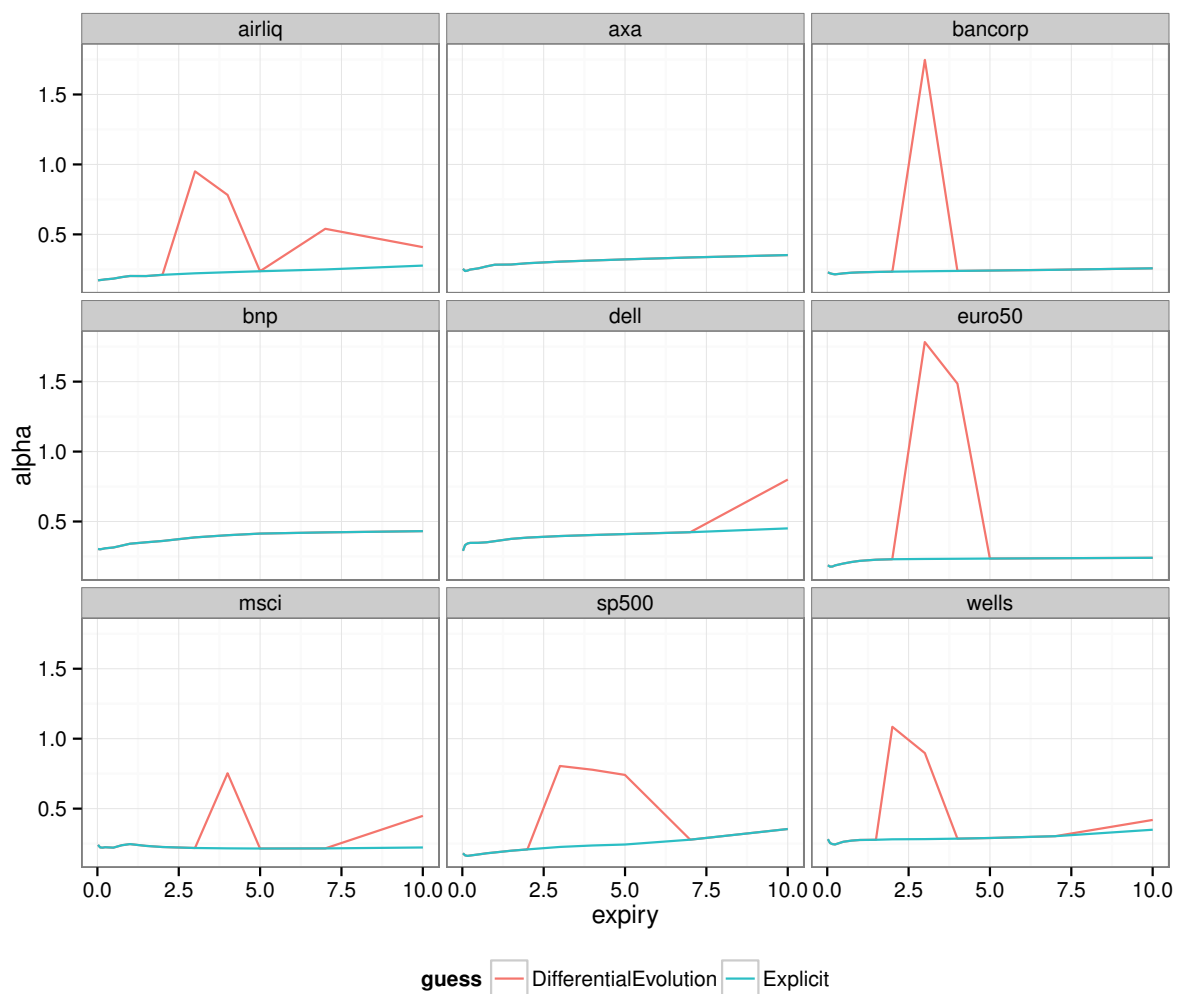 airliq axa bancorp
1.5
1.0
0.5
bnp dell euro50
1.5
1.0
0.5
alpha
msci sp500 wells
1.5
1.0
0.5
0.0 2.5 5.0 7.5 10.0 0.0 2.5 5.0 7.5 10.0 0.0 2.5 5.0 7.5 10.0
expiry
guess DifferentialEvolution Explicit